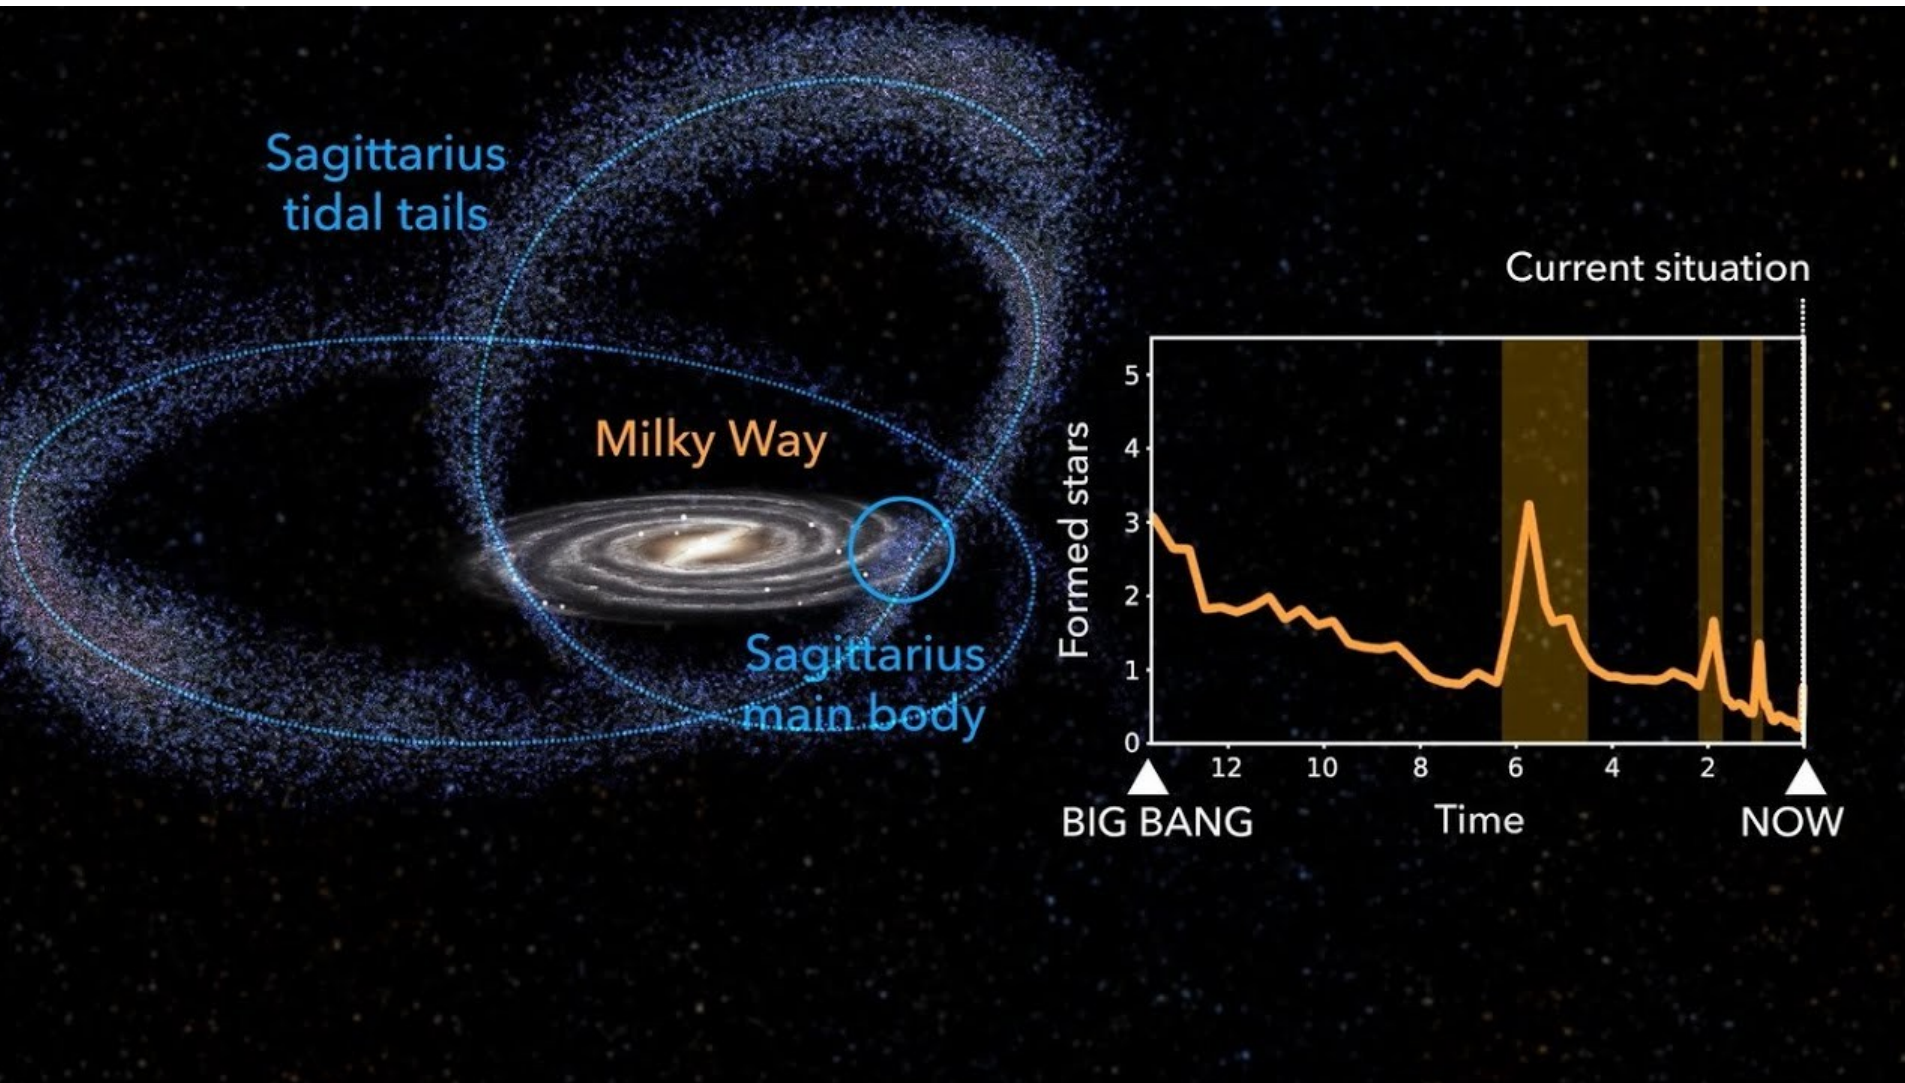 Sagittarius
tidal tails
Milky Way
Sagittarius
main body
Current situation
Formed stars
5
4
3
2
1
0
12 10 8 6 4 2
BIG BANG Time NOW